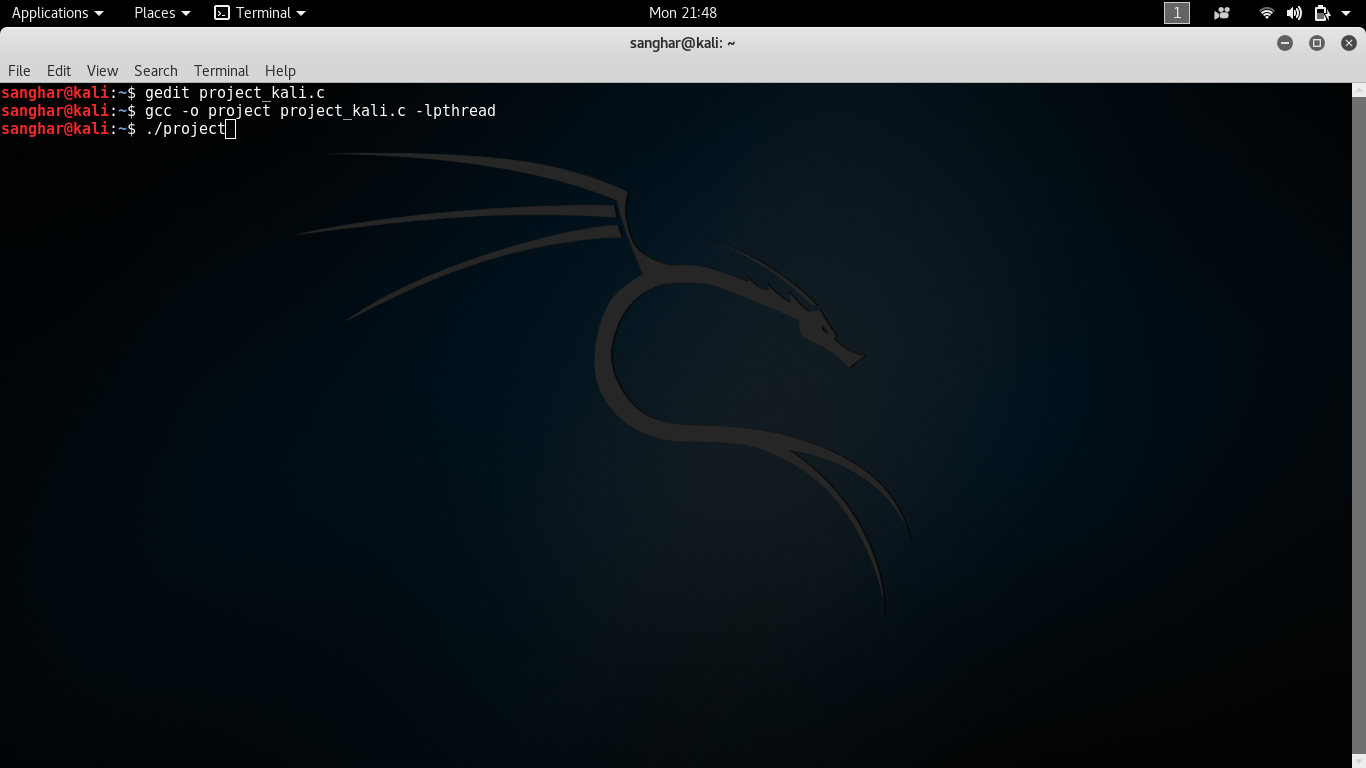 Applications Places Terminal Mon 21:48 1
sanghar@kali: ~
File Edit View Search Terminal Help
sanghar@kali:~$ gedit project_kali.c
sanghar@kali:~$ gcc -o project project_kali.c -lpthread
sanghar@kali:~$ ./project